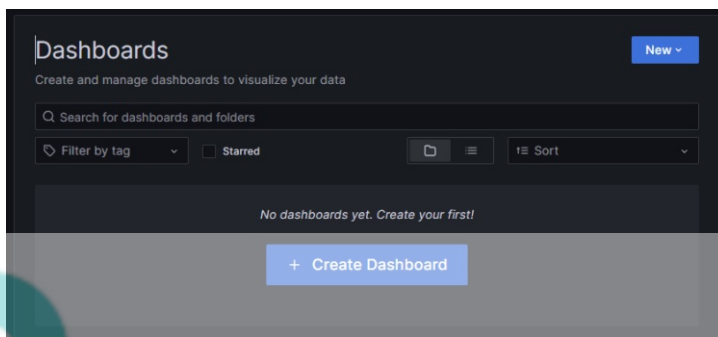 Dashboards
New
Create and manage dashboards to visualize your data
Search for dashboards and folders
Filter by tag
Starred
Sort
No dashboards yet. Create your first!
+ Create Dashboard